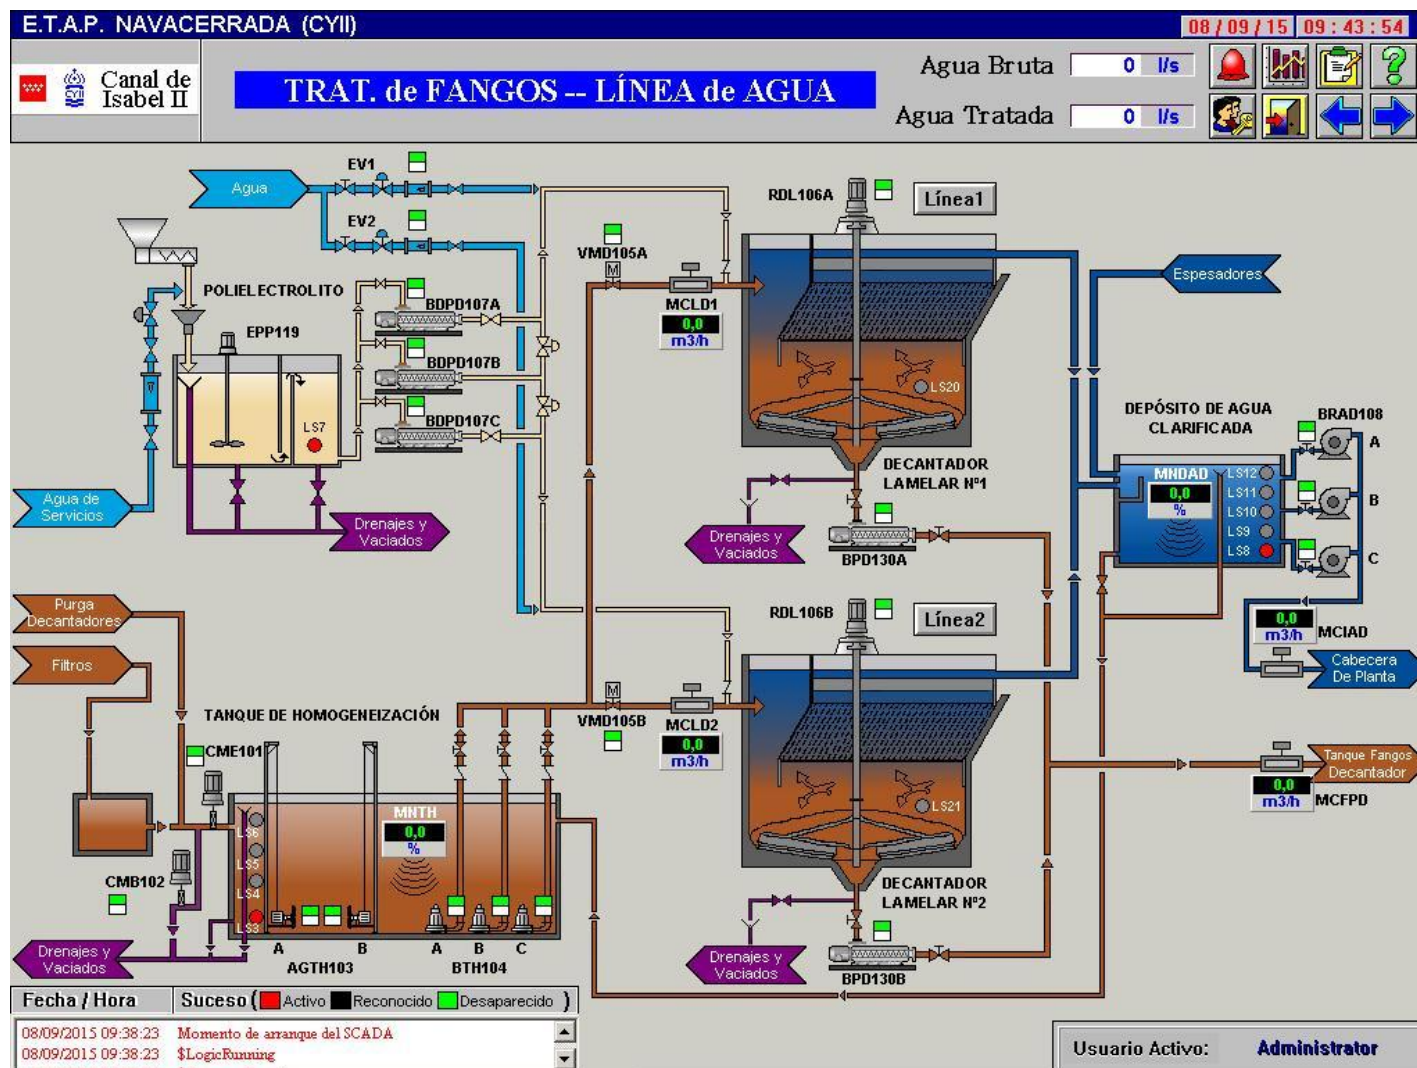 E.T.A.P. NAVACERRADA (CYII)
08/09/15 09:43:54
Canal de
Isabel II
TRAT. de FANGOS -- LÍNEA de AGUA
Agua Bruta 0 l/s
Agua Tratada 0 l/s
Agua
EV1
EV2
RDL106A
Línea1
VMD105A
M
MCLD1
0,0
m3/h
Espesadores
POLIELECTROLITO
EPP119
BDPD107A
BDPD107B
BDPD107C
LS7
LS20
DECANTADOR
LAMELAR Nº1
DEPÓSITO DE AGUA
CLARIFICADA
BRAD108
A
B
C
MNDAD
0,0
%
LS12
LS11
LS10
LS9
LS8
Agua de
Servicios
Drenajes y
Vaciados
Drenajes y
Vaciados
BPD130A
Purga
Decantadores
Filtros
RDL106B
Línea2
0,0
m3/h
MCIAD
Cabecera
De Planta
TANQUE DE HOMOGENEIZACIÓN
M
VMD105B
MCLD2
0,0
m3/h
CME101
Tanque Fangos
Decantador
0,0
m3/h
MCFPD
MNTH
0,0
%
LS21
LS6
LS5
LS4
LS3
CMB102
DECANTADOR
LAMELAR Nº2
A
B
A
B
C
AGTH103
BTH104
Drenajes y
Vaciados
Drenajes y
Vaciados
BPD130B
Fecha / Hora
Suceso ( Activo Reconocido Desaparecido )
08/09/2015 09:38:23 Momento de arranque del SCADA
08/09/2015 09:38:23 $LogicRunning
Usuario Activo: Administrator